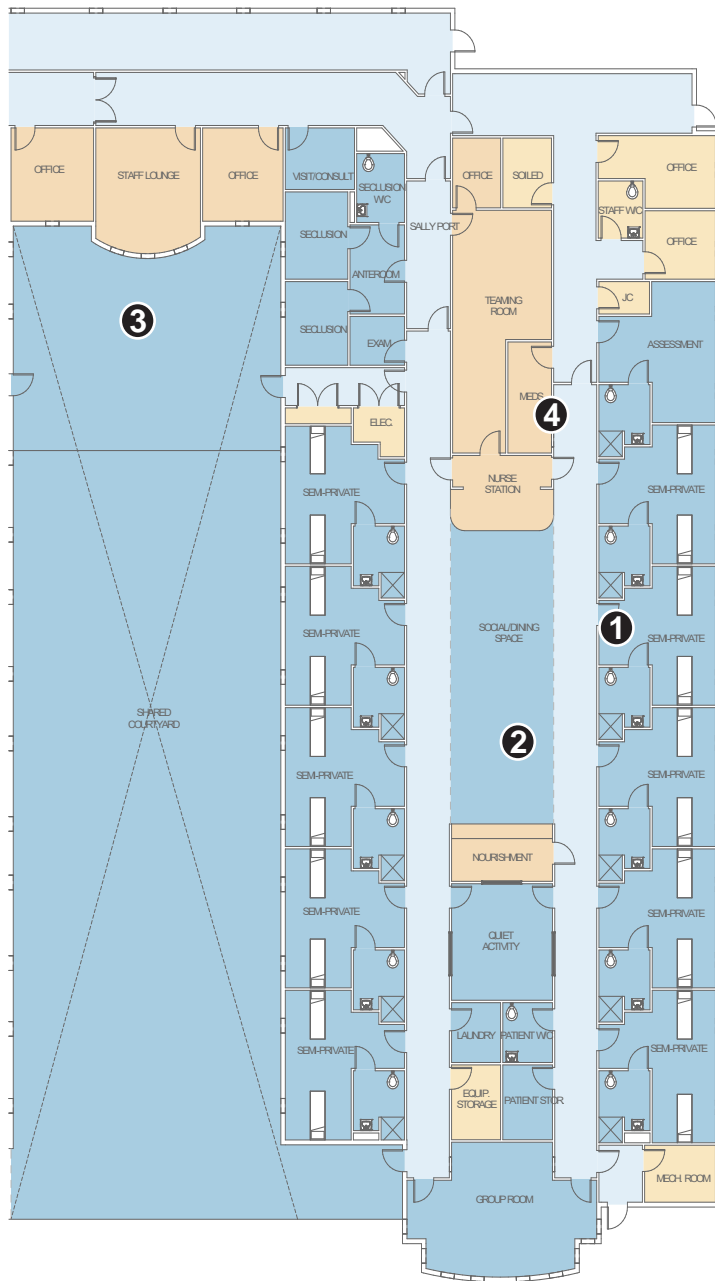 OFFICE
STAFF LOUNGE
OFFICE
VISIT/CONSULT
SECLUSION
WC
OFFICE
SOILED
OFFICE
STAFF WC
SECLUSION
SALLY PORT
OFFICE
ANTEROOM
JC
TEAMING
ROOM
3
SECLUSION
EXAM
ASSESSMENT
MEDS
4
ELEC.
NURSE
STATION
SEMI-PRIVATE
SEMI-PRIVATE
SOCIAL/DINING
SPACE
1
SEMI-PRIVATE
SEMI-PRIVATE
SHARED
COURTYARD
2
SEMI-PRIVATE
SEMI-PRIVATE
NOURISHMENT
SEMI-PRIVATE
SEMI-PRIVATE
QUIET
ACTIVITY
LAUNDRY
PATIENT WC
SEMI-PRIVATE
SEMI-PRIVATE
EQUIP.
STORAGE
PATIENT STOR.
MECH. ROOM
GROUP ROOM